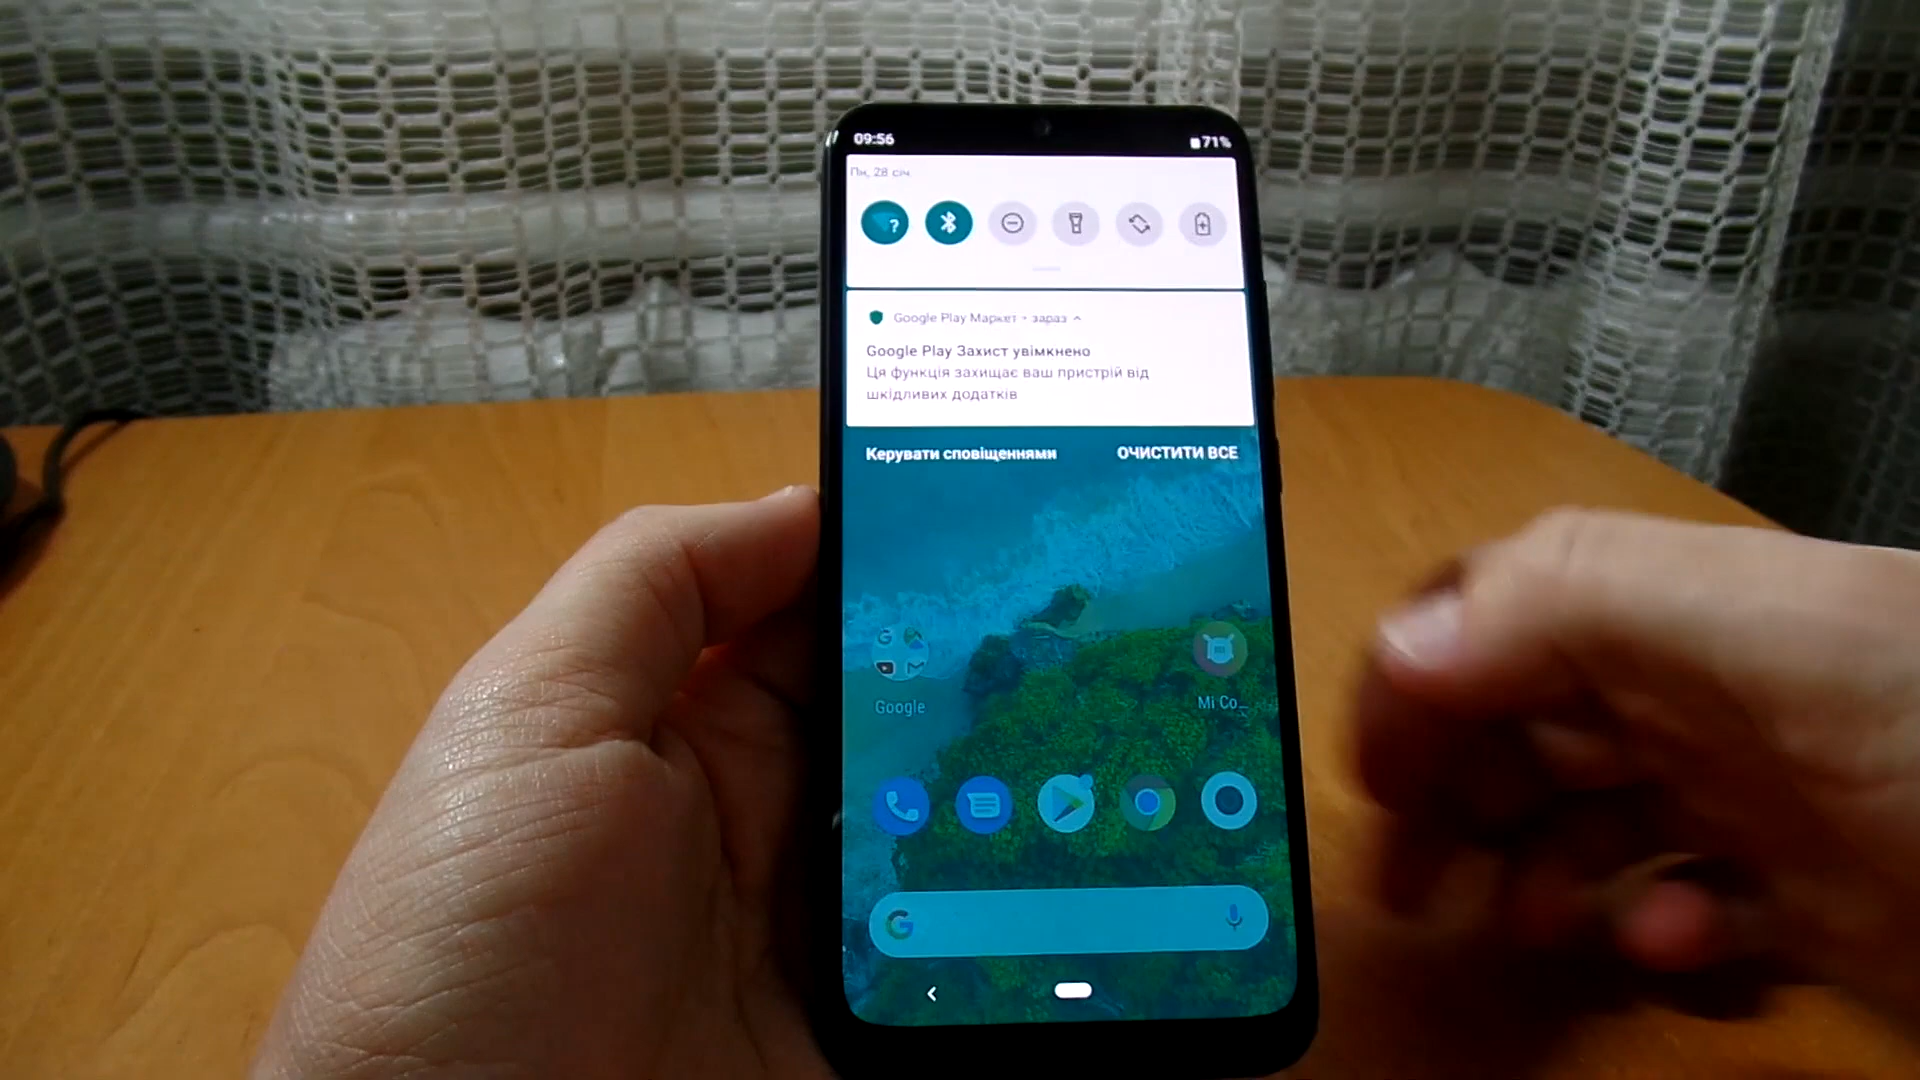 09:56
71%
Пн, 28 січ.
Google Play Маркет • зараз
Google Play Захист увімкнено
Ця функція захищає ваш пристрій від
шкідливих додатків
Керувати сповіщеннями
ОЧИСТИТИ ВСЕ
Google
Mi Co...